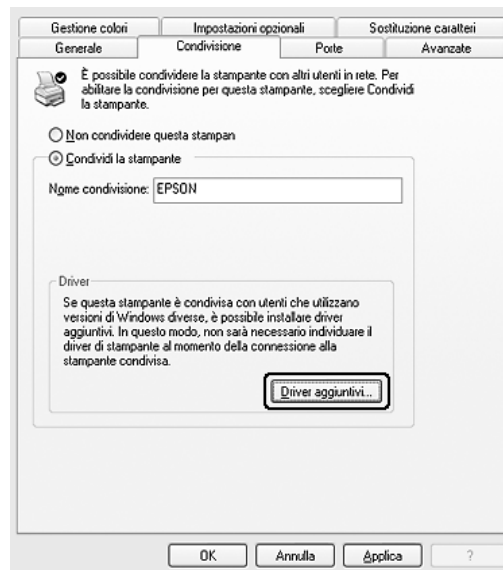 Gestione colori Impostazioni opzionali Sostituzione caratteri
Generale Condivisione Porte Avanzate
È possibile condividere la stampante con altri utenti in rete. Per
abilitare la condivisione per questa stampante, scegliere Condividi
la stampante.
Non condividere questa stampan
Condividi la stampante
Nome condivisione: EPSON
Driver
Se questa stampante è condivisa con utenti che utilizzano
versioni di Windows diverse, è possibile installare driver
aggiuntivi. In questo modo, non sarà necessario individuare il
driver di stampante al momento della connessione alla
stampante condivisa.
Driver aggiuntivi...
OK Annulla Applica ?